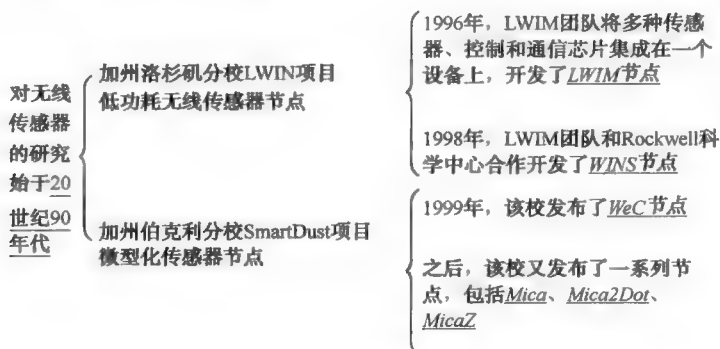 对无线
传感器
的研究
始于20
世纪90
年代
加州洛杉矶分校LWIN项目
低功耗无线传感器节点
1996年，LWIM团队将多种传感
器、控制和通信芯片集成在一个
设备上，开发了LWIM节点
1998年，LWIM团队和Rockwell科
学中心合作开发了WINS节点
加州伯克利分校SmartDust项目
微型化传感器节点
1999年，该校发布了WeC节点
之后，该校又发布了一系列节
点，包括Mica、Mica2Dot、
MicaZ